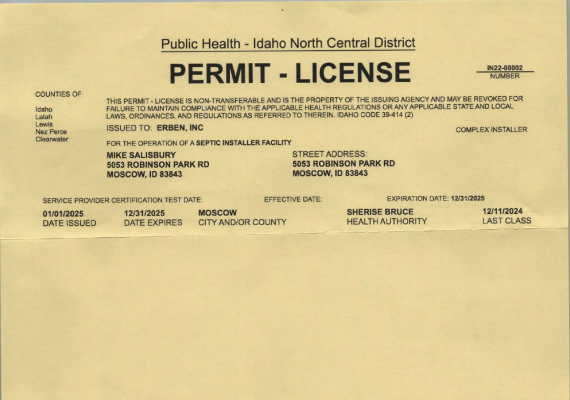 Public Health - Idaho North Central District
PERMIT - LICENSE
IN22-00002
NUMBER
COUNTIES OF:
Idaho
Latah
Lewis
Nez Perce
Clearwater
THIS PERMIT - LICENSE IS NON-TRANSFERABLE AND IS THE PROPERTY OF THE ISSUING AGENCY AND MAY BE REVOKED FOR
FAILURE TO MAINTAIN COMPLIANCE WITH THE APPLICABLE HEALTH REGULATIONS OR ANY APPLICABLE STATE AND LOCAL
LAWS, ORDINANCES, AND REGULATIONS AS REFERRED TO THEREIN. IDAHO CODE 39-414 (2)
ISSUED TO: ERBEN, INC
COMPLEX INSTALLER
FOR THE OPERATION OF A SEPTIC INSTALLER FACILITY
MIKE SALISBURY
5053 ROBINSON PARK RD
MOSCOW, ID 83843
STREET ADDRESS:
5053 ROBINSON PARK RD
MOSCOW, ID 83843
SERVICE PROVIDER CERTIFICATION TEST DATE: EFFECTIVE DATE: EXPIRATION DATE: 12/31/2025
01/01/2025 12/31/2025 MOSCOW SHERISE BRUCE 12/11/2024
DATE ISSUED DATE EXPIRES CITY AND/OR COUNTY HEALTH AUTHORITY LAST CLASS